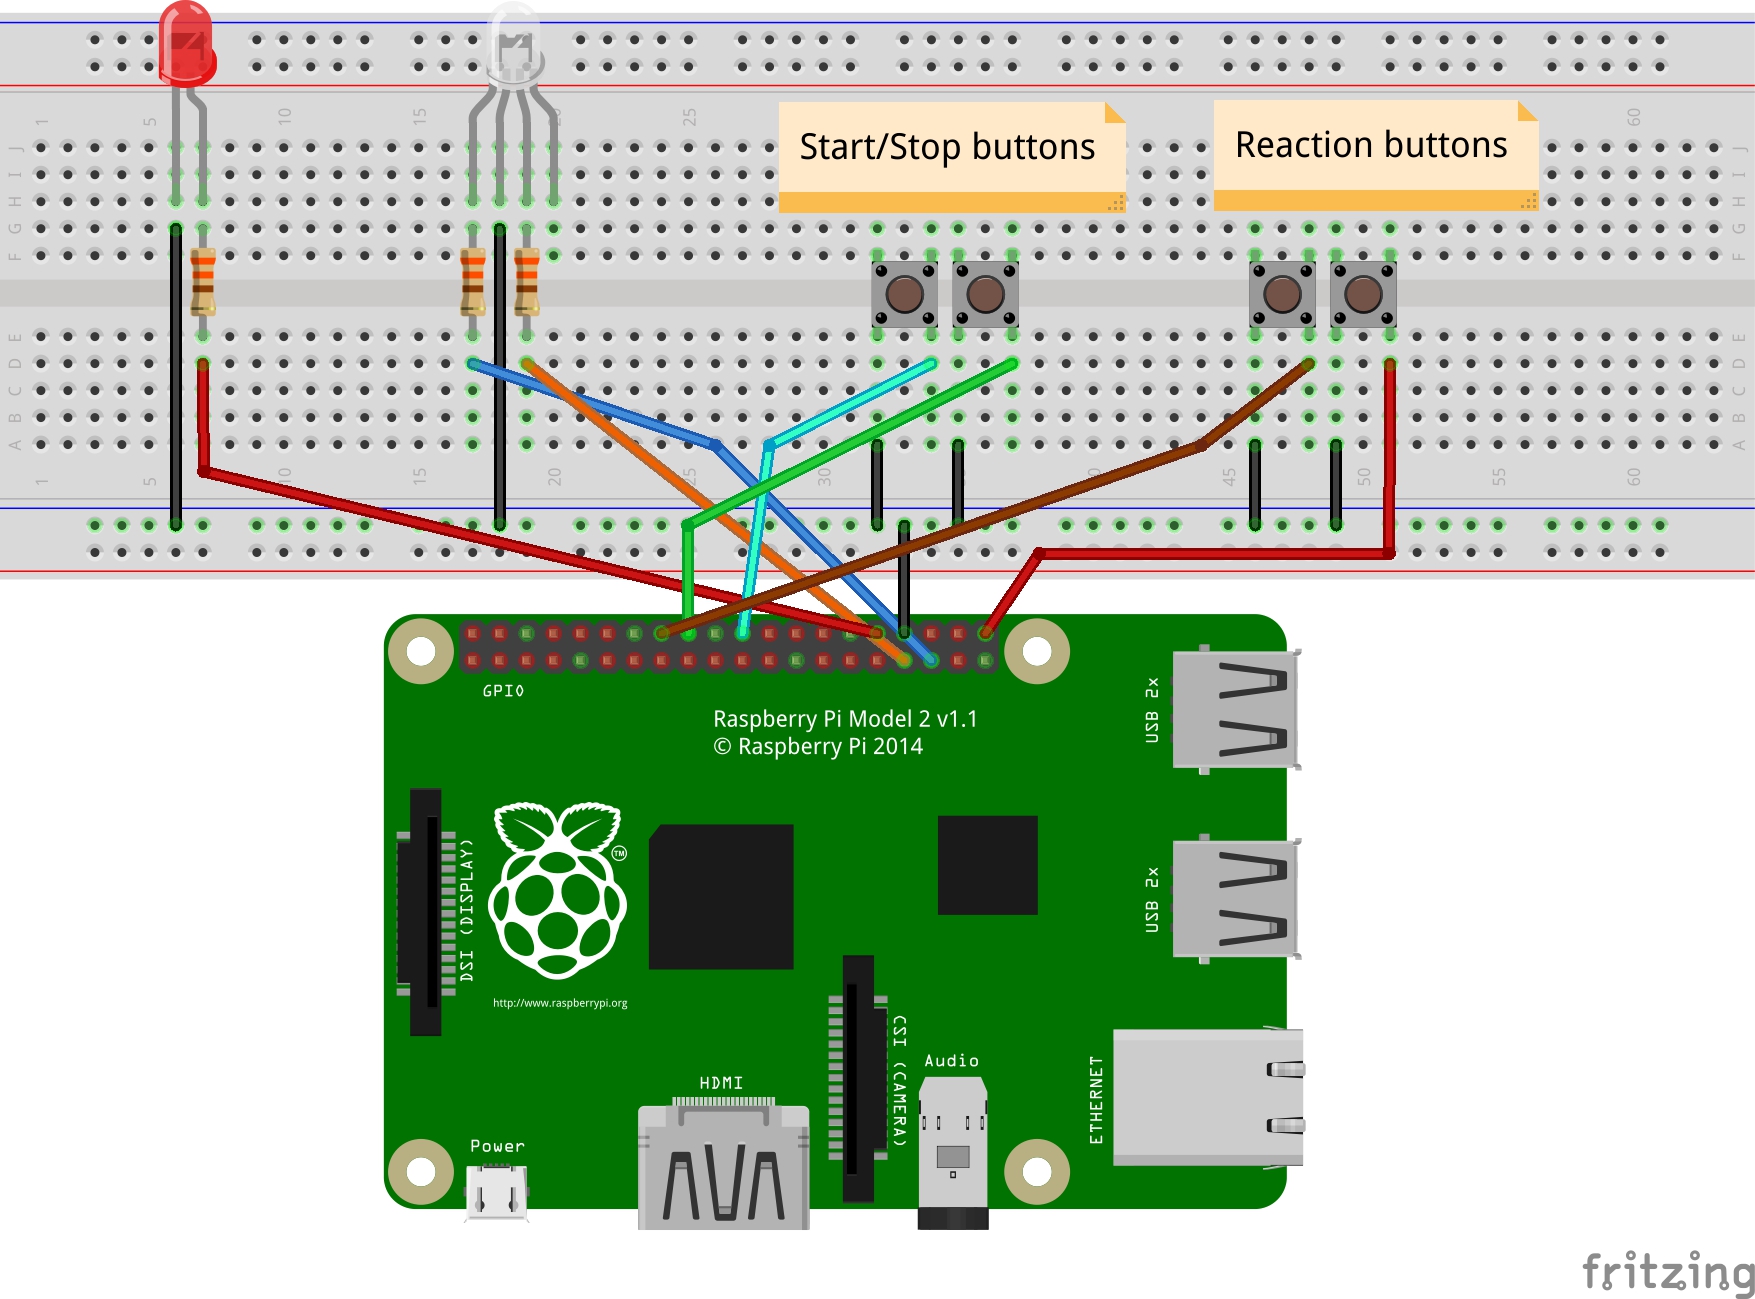 1 5 10 15 20 25 60
Start/Stop buttons
Reaction buttons
J J
I I
H H
G G
F F
E E
D D
C C
B B
A A
1 5 10 15 20 25 30 45 50 55 60
GPIO
Raspberry Pi Model 2 v1.1
© Raspberry Pi 2014
USB 2x
DSI (DISPLAY)
TM
USB 2x
http://www.raspberrypi.org
CSI (CAMERA)
Audio
ETHERNET
HDMI
Power
fritzing